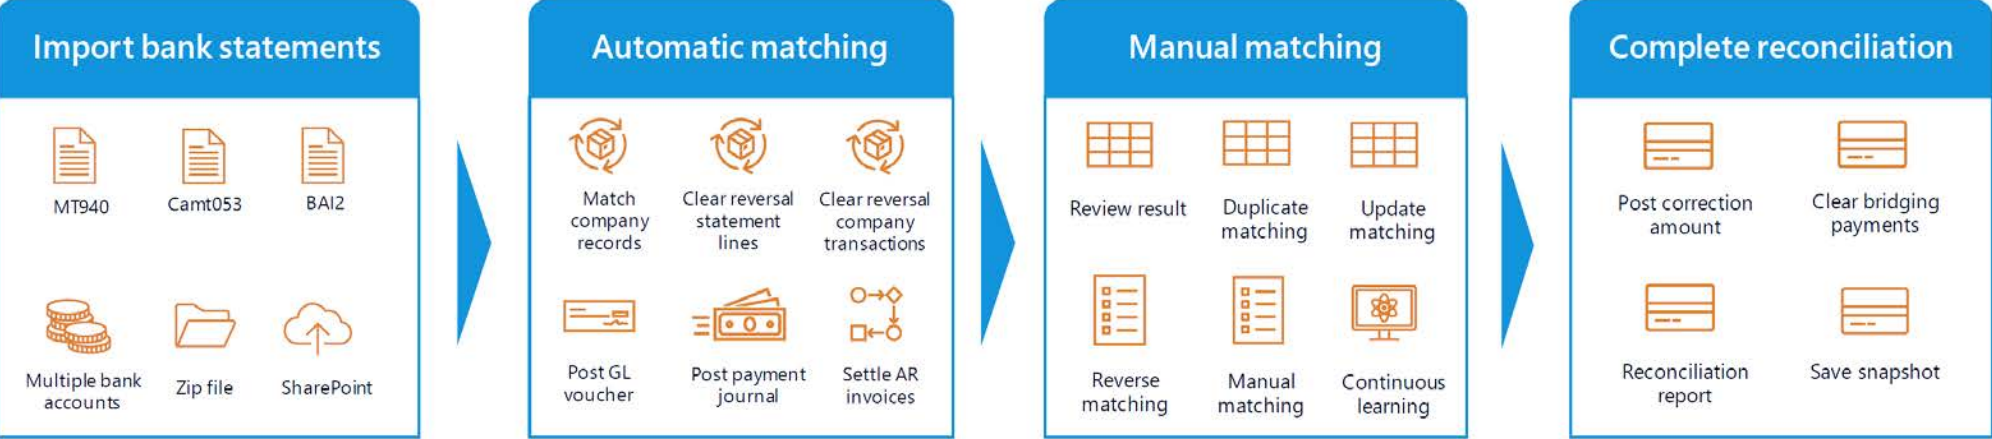 Import bank statements
MT940
Camt053
BAI2
Multiple bank
accounts
Zip file
SharePoint
Automatic matching
Match
company
records
Clear reversal
statement
lines
Clear reversal
company
transactions
Post GL
voucher
Post payment
journal
Settle AR
invoices
Manual matching
Review result
Duplicate
matching
Update
matching
Reverse
matching
Manual
matching
Continuous
learning
Complete reconciliation
Post correction
amount
Clear bridging
payments
Reconciliation
report
Save snapshot